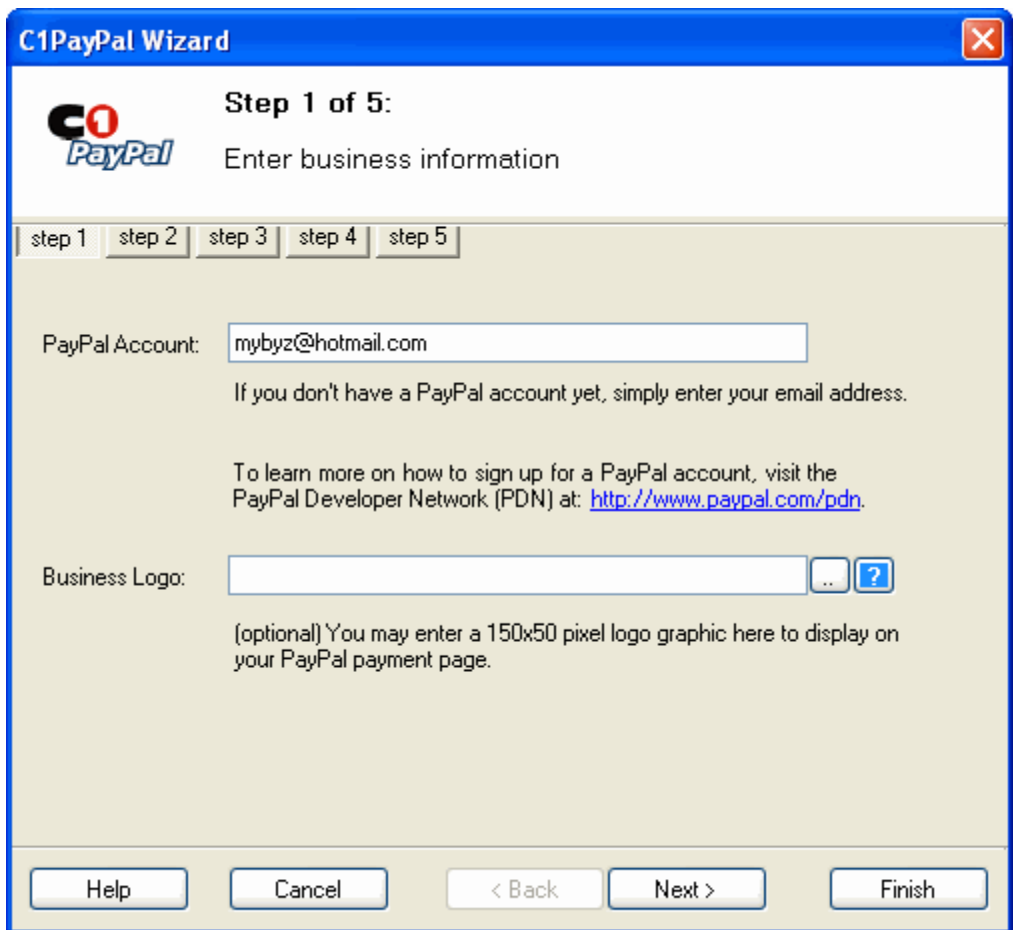 C1PayPal Wizard
C1
PayPal
Step 1 of 5:
Enter business information
step 1 step 2 step 3 step 4 step 5
PayPal Account: mybyz@hotmail.com
If you don't have a PayPal account yet, simply enter your email address.
To learn more on how to sign up for a PayPal account, visit the
PayPal Developer Network (PDN) at: http://www.paypal.com/pdn.
Business Logo: .. ?
(optional) You may enter a 150x50 pixel logo graphic here to display on
your PayPal payment page.
Help Cancel < Back Next > Finish